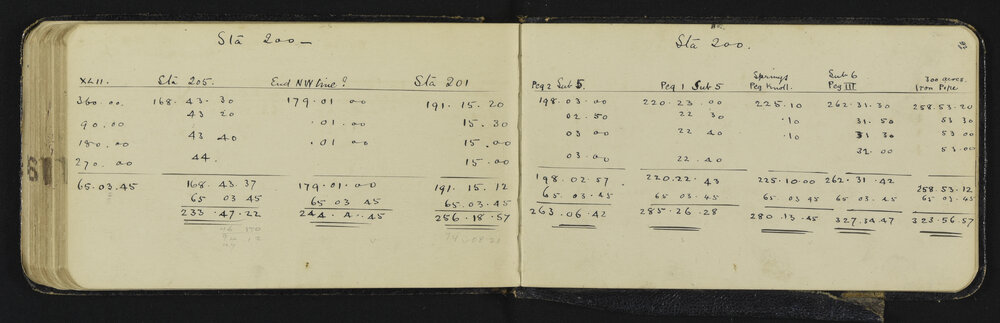 Sta 200 –
XLII. Sta 205. End NW line ? Sta 201
360.00. 168. 43. 30 179. 01. 00 191. 15. 20
90.00 43 20 .01. 00 15. 30
180.00 43 40 .01 00 15. 00
270.00 44. 15. 00
65.03.45 168. 43. 37 179. 01. 00 191. 15. 12
65 03 45 65 03 45 65. 03. 45
233. 47. 22 244. 4. 45 256. 18. 57
Sta 200.
Peg 2 Sub 5. Peg 1 Sub 5 Springs Peg Knoll. Sub 6. Peg III 300 acres. Iron Pipe
198. 03. 00 220. 23. 00 225. 10 262. 31. 30 258. 53. 20
02. 50 22 30 .10 31. 50 53 30
03 00 22 40 .10 31 30 53 00
03. 00 22. 40 32. 00 53. 00
198. 02. 57 220. 22. 43 225. 10. 00 262. 31. 42 258. 53. 12
65. 03. 45 65. 03. 45 65. 03 45 65. 03. 45 65. 03. 45
263. 06. 42 285. 26. 28 280. 13. 45 327. 34. 47 323. 56. 57